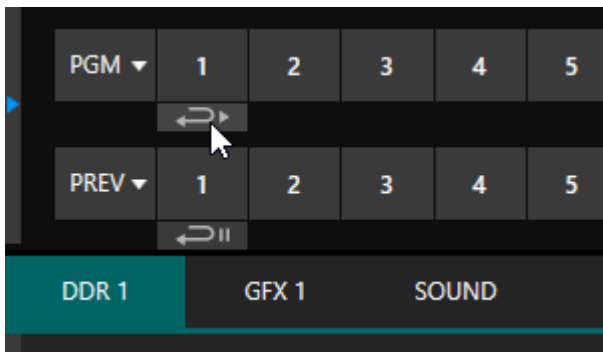 PGM 1 2 3 4 5
PREV 1 2 3 4 5
DDR 1 GFX 1 SOUND